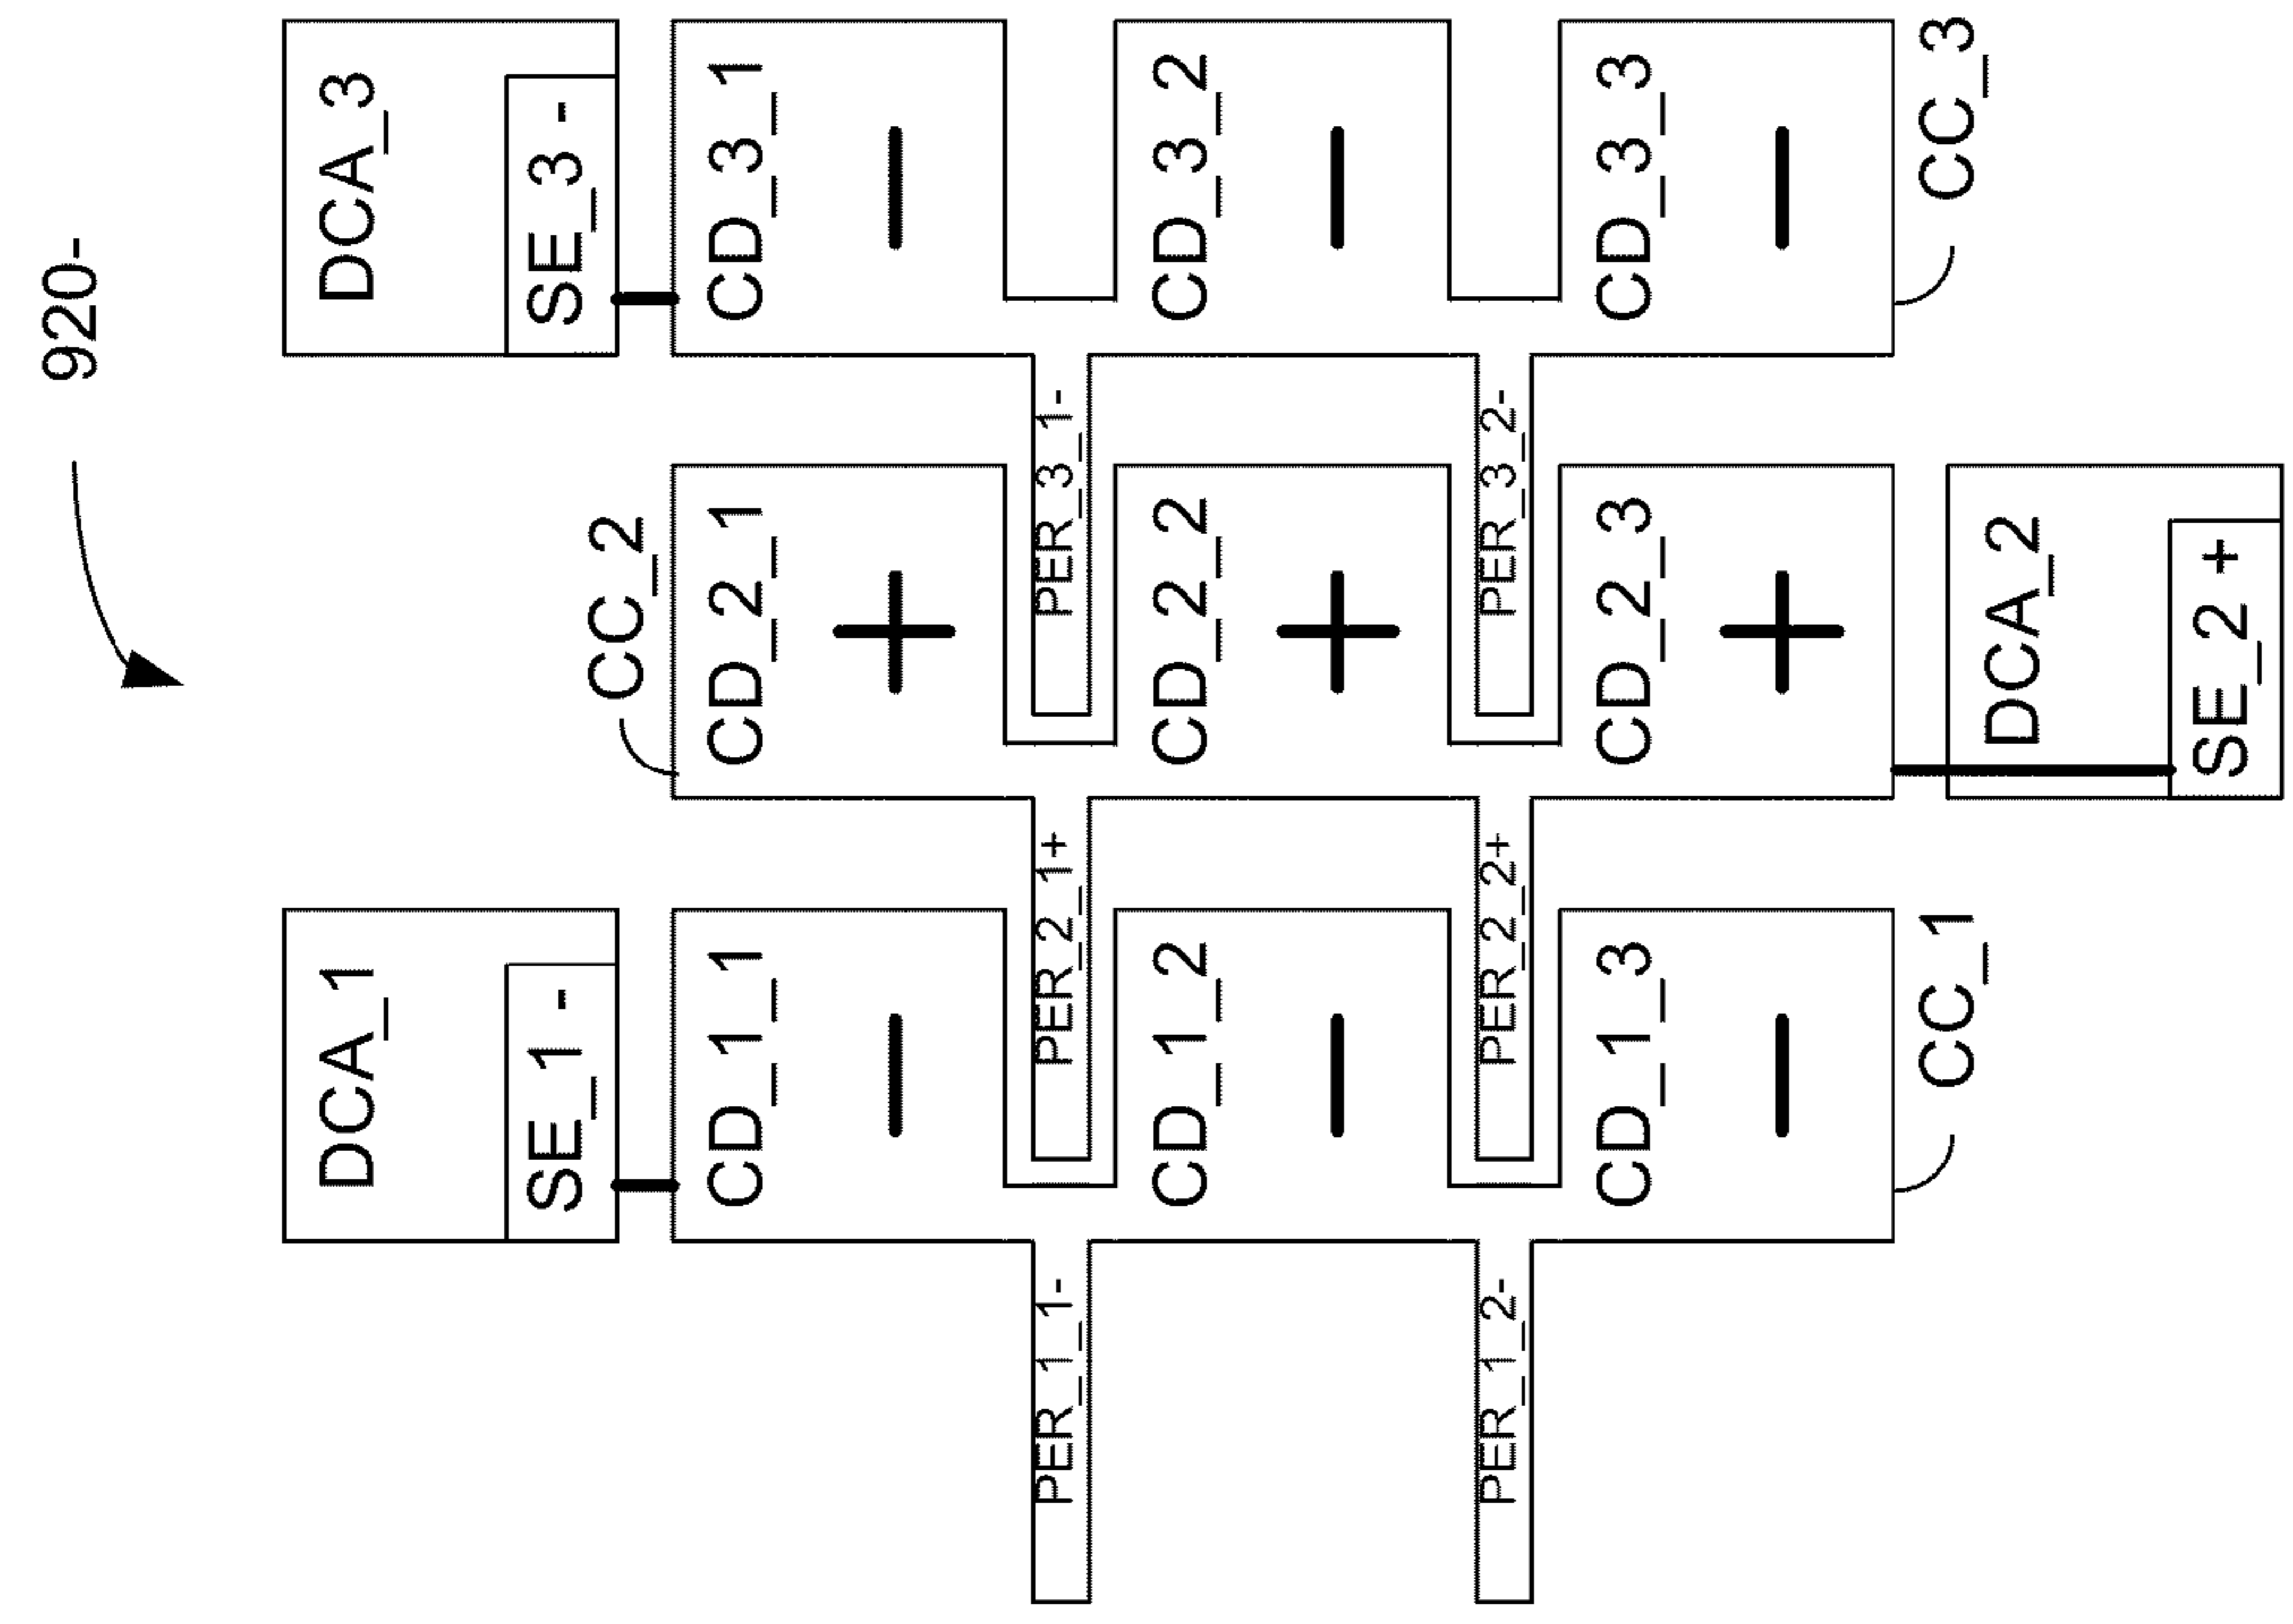 920-
DCA_1
DCA_3
SE_1 -
SE_3 -
CC_2
CD_1_1
CD_2_1
CD_3_1
−
+
−
PER_1_1-
PER_2_1+
PER_3_1-
CD_1_2
CD_2_2
CD_3_2
−
+
−
PER_1_2-
PER_2_2+
PER_3_2-
CD_1_3
CD_2_3
CD_3_3
−
+
−
CC_1
CC_3
DCA_2
SE_2 +